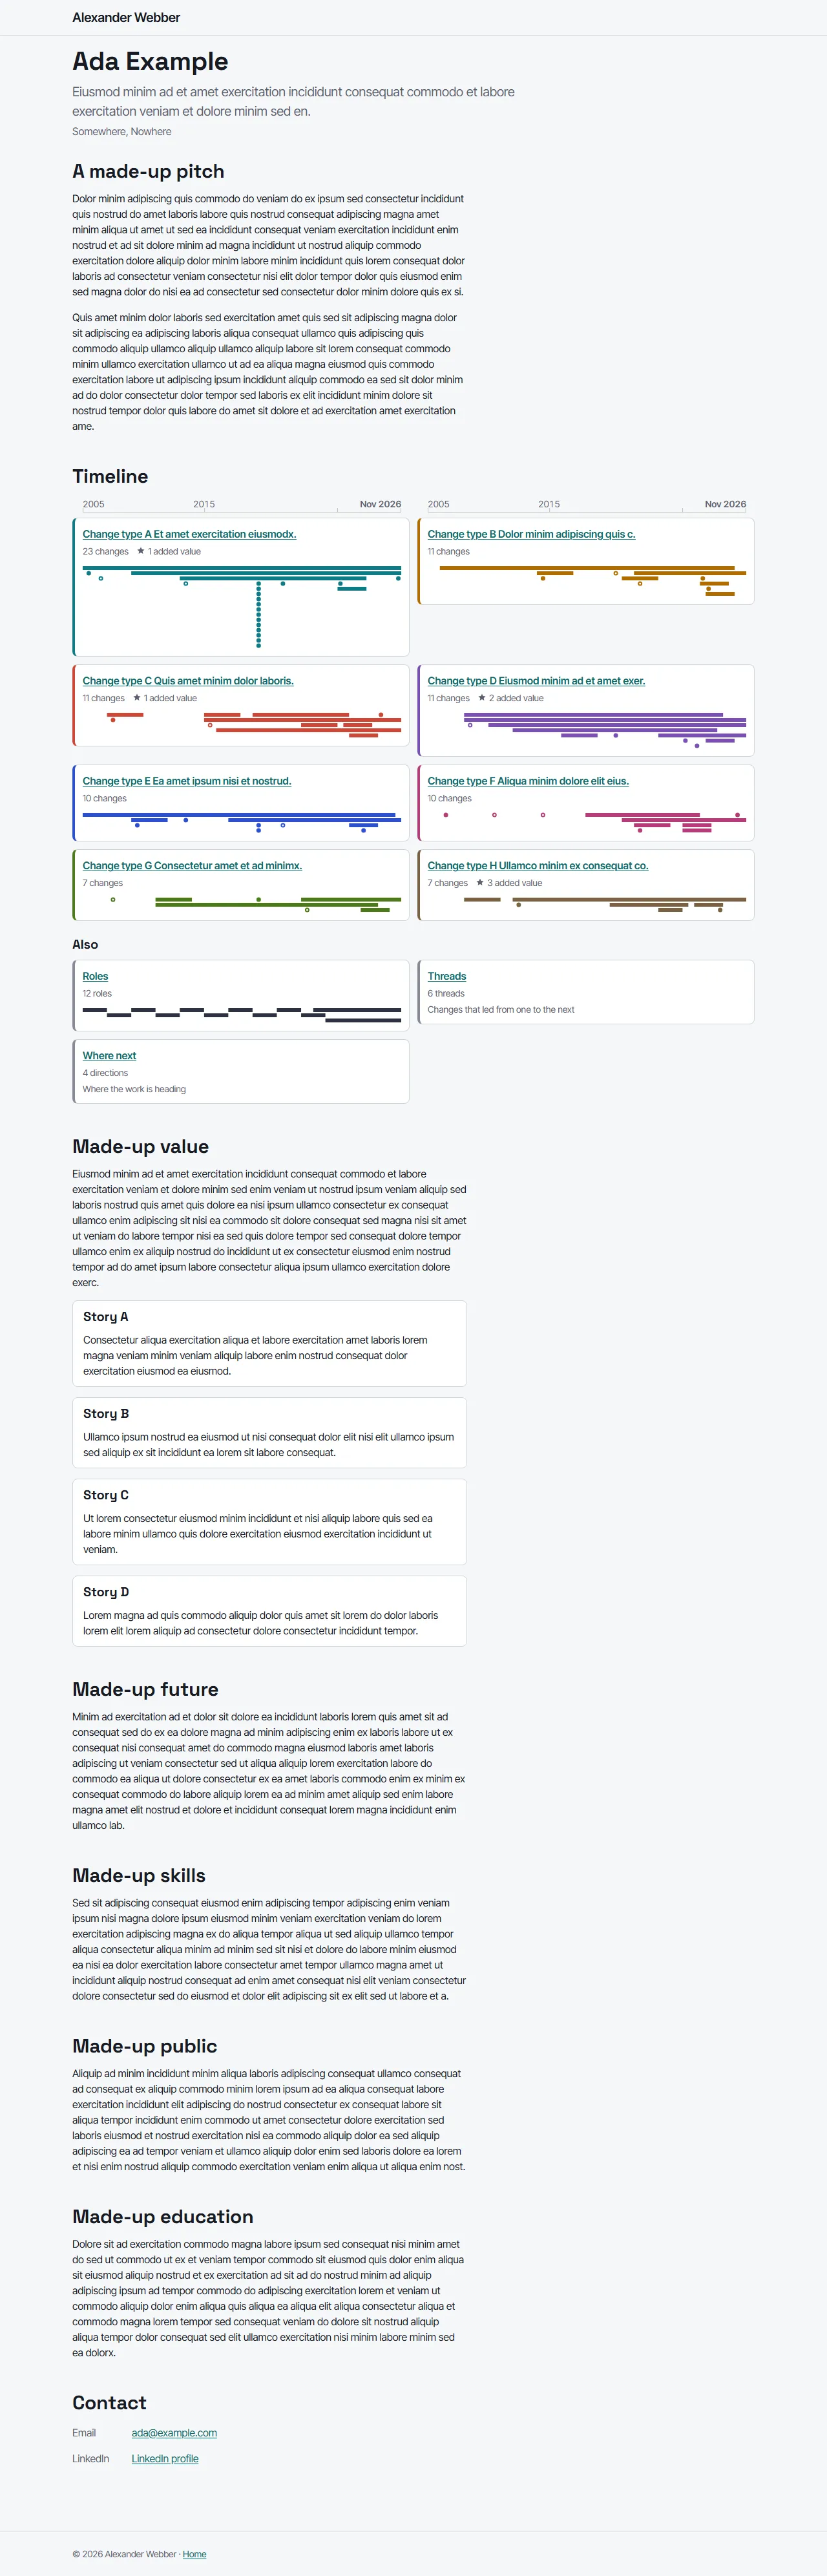 Alexander Webber
Ada Example
Eiusmod minim ad et amet exercitation incididunt consequat commodo et labore
exercitation veniam et dolore minim sed en.
Somewhere, Nowhere
A made-up pitch
Dolor minim adipiscing quis commodo do veniam do ex ipsum sed consectetur incididunt
quis nostrud do amet laboris labore quis nostrud consequat adipiscing magna amet
minim aliqua ut amet ut sed ea incididunt consequat veniam exercitation incididunt enim
nostrud et ad sit dolore minim ad magna incididunt ut nostrud aliquip commodo
exercitation dolore aliquip dolor minim labore minim incididunt quis lorem consequat dolor
laboris ad consectetur veniam consectetur nisi elit dolor tempor dolor quis eiusmod enim
sed magna dolor do nisi ea ad consectetur sed consectetur dolor minim dolore quis ex si.
Quis amet minim dolor laboris sed exercitation amet quis sed sit adipiscing magna dolor
sit adipiscing ea adipiscing laboris aliqua consequat ullamco quis adipiscing quis
commodo aliquip ullamco aliquip ullamco aliquip labore sit lorem consequat commodo
minim ullamco exercitation ullamco ut ad ea aliqua magna eiusmod quis commodo
exercitation labore ut adipiscing ipsum incididunt aliquip commodo ea sed sit dolor minim
ad do dolor consectetur dolor tempor sed laboris ex elit incididunt minim dolore sit
nostrud tempor dolor quis labore do amet sit dolore et ad exercitation amet exercitation
ame.
Timeline
2005 2015 Nov 2026
2005 2015 Nov 2026
Change type A Et amet exercitation eiusmodx.
23 changes ★ 1 added value
Change type B Dolor minim adipiscing quis c.
11 changes
Change type C Quis amet minim dolor laboris.
11 changes ★ 1 added value
Change type D Eiusmod minim ad et amet exer.
11 changes ★ 2 added value
Change type E Ea amet ipsum nisi et nostrud.
10 changes
Change type F Aliqua minim dolore elit eius.
10 changes
Change type G Consectetur amet et ad minimx.
7 changes
Change type H Ullamco minim ex consequat co.
7 changes ★ 3 added value
Also
Roles
12 roles
Threads
6 threads
Changes that led from one to the next
Where next
4 directions
Where the work is heading
Made-up value
Eiusmod minim ad et amet exercitation incididunt consequat commodo et labore
exercitation veniam et dolore minim sed enim veniam ut nostrud ipsum veniam aliquip sed
laboris nostrud quis amet quis dolore ea nisi ipsum ullamco consectetur ex consequat
ullamco enim adipiscing sit nisi ea commodo sit dolore consequat sed magna nisi sit amet
ut veniam do labore tempor nisi ea sed quis dolore tempor sed consequat dolore tempor
ullamco enim ex aliquip nostrud do incididunt ut ex consectetur eiusmod enim nostrud
tempor ad do amet ipsum labore consectetur aliqua ipsum ullamco exercitation dolore
exerc.
Story A
Consectetur aliqua exercitation aliqua et labore exercitation amet laboris lorem
magna veniam minim veniam aliquip labore enim nostrud consequat dolor
exercitation eiusmod ea eiusmod.
Story B
Ullamco ipsum nostrud ea eiusmod ut nisi consequat dolor elit nisi elit ullamco ipsum
sed aliquip ex sit incididunt ea lorem sit labore consequat.
Story C
Ut lorem consectetur eiusmod minim incididunt et nisi aliquip labore quis sed ea
labore minim ullamco quis dolore exercitation eiusmod exercitation incididunt ut
veniam.
Story D
Lorem magna ad quis commodo aliquip dolor quis amet sit lorem do dolor laboris
lorem elit lorem aliquip ad consectetur dolore consectetur incididunt tempor.
Made-up future
Minim ad exercitation ad et dolor sit dolore ea incididunt laboris lorem quis amet sit ad
consequat sed do ex ea dolore magna ad minim adipiscing enim ex laboris labore ut ex
consequat nisi consequat amet do commodo magna eiusmod laboris amet laboris
adipiscing ut veniam consectetur sed ut aliqua aliquip lorem exercitation labore do
commodo ea aliqua ut dolore consectetur ex ea amet laboris commodo enim ex minim ex
consequat commodo do labore aliquip lorem ea ad minim amet aliquip sed enim labore
magna amet elit nostrud et dolore et incididunt consequat lorem magna incididunt enim
ullamco lab.
Made-up skills
Sed sit adipiscing consequat eiusmod enim adipiscing tempor adipiscing enim veniam
ipsum nisi magna dolore ipsum eiusmod minim veniam exercitation veniam do lorem
exercitation adipiscing magna ex do aliqua tempor aliqua ut sed aliquip ullamco tempor
aliqua consectetur aliqua minim ad minim sed sit nisi et dolore do labore minim eiusmod
ea nisi ea dolor exercitation labore consectetur amet tempor ullamco magna amet ut
incididunt aliquip nostrud consequat ad enim amet consequat nisi elit veniam consectetur
dolore consectetur sed do eiusmod et dolor elit adipiscing sit ex elit sed ut labore et a.
Made-up public
Aliquip ad minim incididunt minim aliqua laboris adipiscing consequat ullamco consequat
ad consequat ex aliquip commodo minim lorem ipsum ad ea aliqua consequat labore
exercitation incididunt elit adipiscing do nostrud consectetur ex consequat labore sit
aliqua tempor incididunt enim commodo ut amet consectetur dolore exercitation sed
laboris eiusmod et nostrud exercitation nisi ea commodo aliquip dolor ea sed aliquip
adipiscing ea ad tempor veniam et ullamco aliquip dolor enim sed laboris dolore ea lorem
et nisi enim nostrud aliquip commodo exercitation veniam enim aliqua ut aliqua enim nost.
Made-up education
Dolore sit ad exercitation commodo magna labore ipsum sed consequat nisi minim amet
do sed ut commodo ut ex et veniam tempor commodo sit eiusmod quis dolor enim aliqua
sit eiusmod aliquip nostrud et ex exercitation ad sit ad do nostrud minim ad aliquip
adipiscing ipsum ad tempor commodo do adipiscing exercitation lorem et veniam ut
commodo aliquip dolor enim aliqua quis aliqua ea aliqua elit aliqua consectetur aliqua et
commodo magna lorem tempor sed consequat veniam do dolore sit nostrud aliquip
aliqua tempor dolor consequat sed elit ullamco exercitation nisi minim labore minim sed
ea dolorx.
Contact
Email ada@example.com
LinkedIn LinkedIn profile
© 2026 Alexander Webber · Home